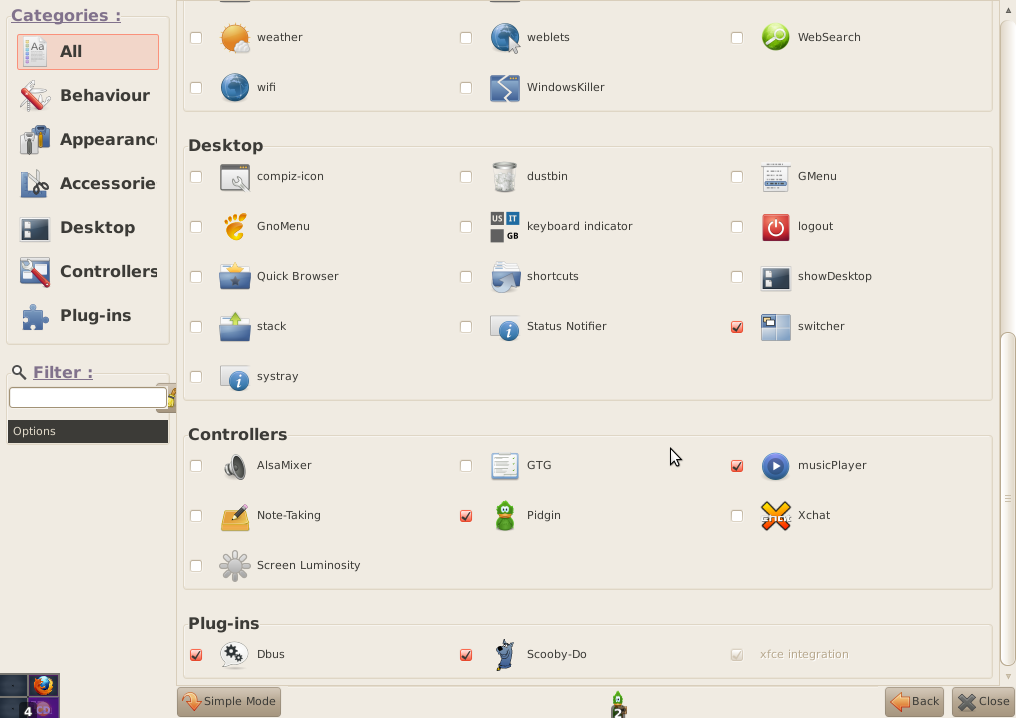 Categories :
All
Behaviour
Appearanc
Accessorie
Desktop
Controllers
Plug-ins
Filter :
Options
weather
weblets
WebSearch
wifi
WindowsKiller
Desktop
compiz-icon
dustbin
GMenu
GnoMenu
US IT
GB
keyboard indicator
logout
Quick Browser
shortcuts
showDesktop
stack
Status Notifier
switcher
systray
Controllers
AlsaMixer
GTG
musicPlayer
Note-Taking
Pidgin
Xchat
Screen Luminosity
Plug-ins
Dbus
Scooby-Do
xfce integration
4
Simple Mode
2
Back
Close